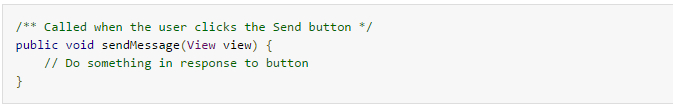 /** Called when the user clicks the Send button */
public void sendMessage(View view) {
    // Do something in response to button
}